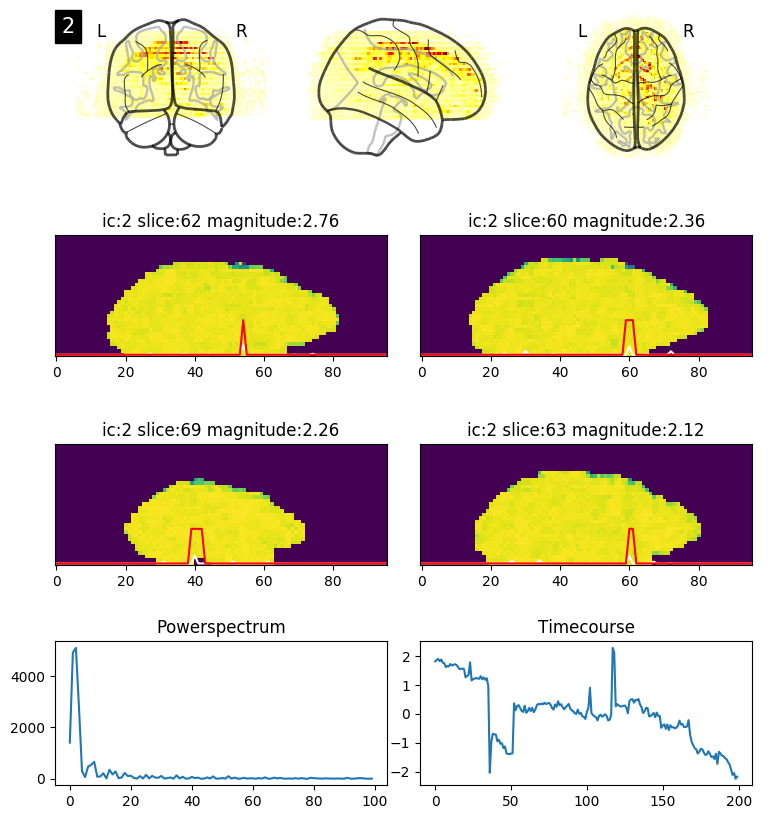 2
L R
L R
ic:2 slice:62 magnitude:2.76
ic:2 slice:60 magnitude:2.36
0 20 40 60 80
0 20 40 60 80
ic:2 slice:69 magnitude:2.26
ic:2 slice:63 magnitude:2.12
0 20 40 60 80
0 20 40 60 80
Powerspectrum
4000
2000
0
0 20 40 60 80 100
Timecourse
2
1
0
−1
−2
0 50 100 150 200